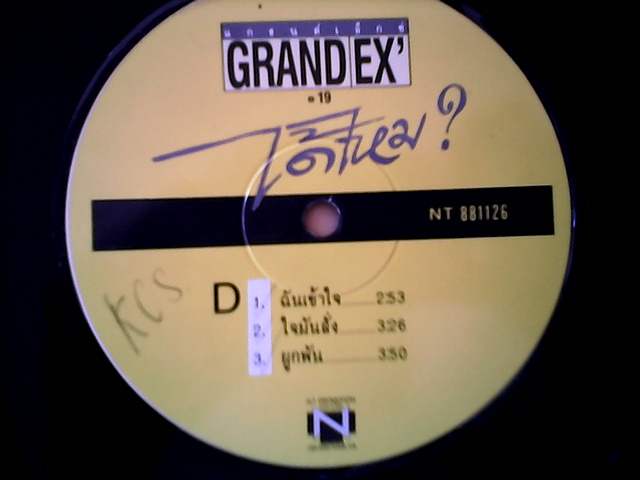 แกรนด์เอ็กซ์
GRAND EX'
=19
ได้ไหม?
NT 881126
KCS
D
1. ฉันเข้าใจ 2:53
2. ใจมันสั่ง 3:26
3. ผูกพัน 3:50
N